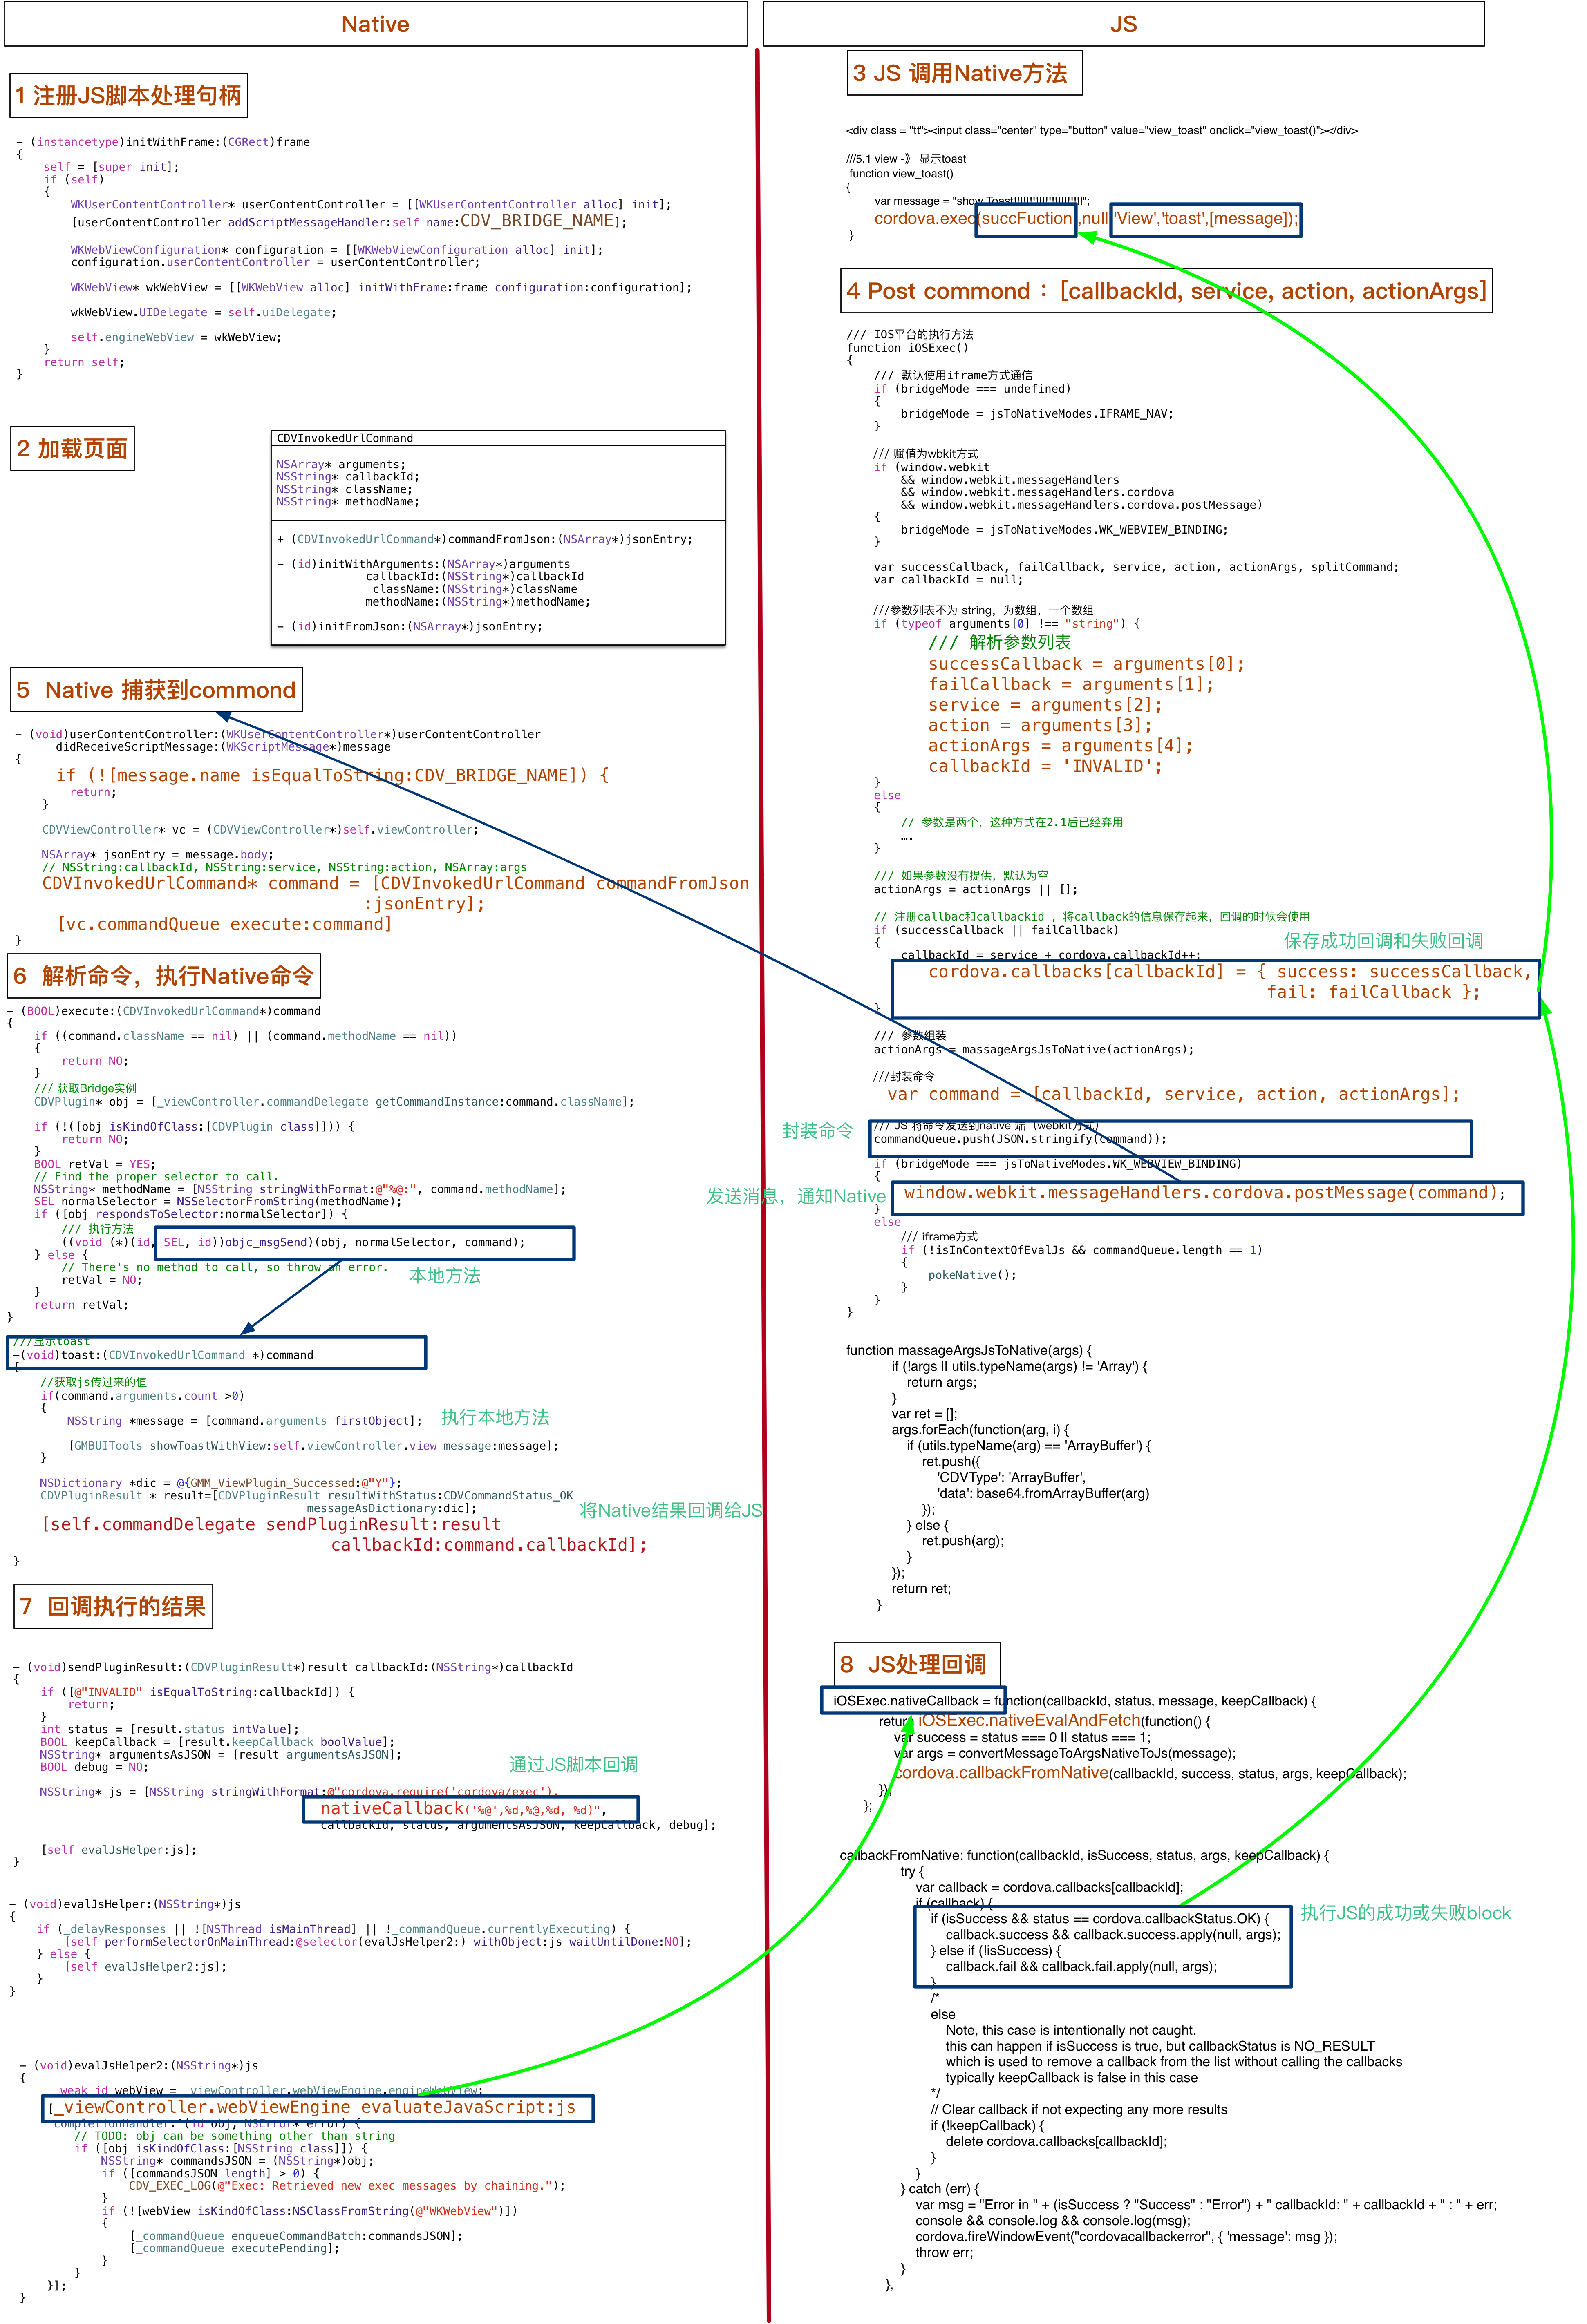 Native
1 注册JS脚本处理句柄
- (instancetype)initWithFrame:(CGRect)frame
{
self = [super init];
if (self)
{
WKUserContentController* userContentController = [[WKUserContentController alloc] init];
[userContentController addScriptMessageHandler:self name:CDV_BRIDGE_NAME];
WKWebViewConfiguration* configuration = [[WKWebViewConfiguration alloc] init];
configuration.userContentController = userContentController;
WKWebView* wkWebView = [[WKWebView alloc] initWithFrame:frame configuration:configuration];
wkWebView.UIDelegate = self.uiDelegate;
self.engineWebView = wkWebView;
}
return self;
}
2 加载页面
CDVInvokedUrlCommand
NSArray* arguments;
NSString* callbackId;
NSString* className;
NSString* methodName;
+ (CDVInvokedUrlCommand*)commandFromJson:(NSArray*)jsonEntry;
- (id)initWithArguments:(NSArray*)arguments
callbackId:(NSString*)callbackId
className:(NSString*)className
methodName:(NSString*)methodName;
- (id)initFromJson:(NSArray*)jsonEntry;
5 Native 捕获到commond
- (void)userContentController:(WKUserContentController*)userContentController
didReceiveScriptMessage:(WKScriptMessage*)message
{
if (![message.name isEqualToString:CDV_BRIDGE_NAME]) {
return;
}
CDVViewController* vc = (CDVViewController*)self.viewController;
NSArray* jsonEntry = message.body;
// NSString:callbackId, NSString:service, NSString:action, NSArray:args
CDVInvokedUrlCommand* command = [CDVInvokedUrlCommand commandFromJson
:jsonEntry];
[vc.commandQueue execute:command]
}
6 解析命令，执行Native命令
- (BOOL)execute:(CDVInvokedUrlCommand*)command
{
if ((command.className == nil) || (command.methodName == nil))
{
return NO;
}
/// 获取Bridge实例
CDVPlugin* obj = [_viewController.commandDelegate getCommandInstance:command.className];
if (!([obj isKindOfClass:[CDVPlugin class]])) {
return NO;
}
BOOL retVal = YES;
// Find the proper selector to call.
NSString* methodName = [NSString stringWithFormat:@"%@:", command.methodName];
SEL normalSelector = NSSelectorFromString(methodName);
if ([obj respondsToSelector:normalSelector]) {
/// 执行方法
((void (*)(id, SEL, id))objc_msgSend)(obj, normalSelector, command);
} else {
// There's no method to call, so throw an error.
本地方法
retVal = NO;
}
return retVal;
}
///显示toast
-(void)toast:(CDVInvokedUrlCommand *)command
{
//获取js传过来的值
if(command.arguments.count >0)
{
NSString *message = [command.arguments firstObject];
执行本地方法
[GMBUITools showToastWithView:self.viewController.view message:message];
}
NSDictionary *dic = @{GMM_ViewPlugin_Successed:@"Y"};
CDVPluginResult * result=[CDVPluginResult resultWithStatus:CDVCommandStatus_OK
messageAsDictionary:dic];
将Native结果回调给JS
[self.commandDelegate sendPluginResult:result
callbackId:command.callbackId];
}
7 回调执行的结果
- (void)sendPluginResult:(CDVPluginResult*)result callbackId:(NSString*)callbackId
{
if ([@"INVALID" isEqualToString:callbackId]) {
return;
}
int status = [result.status intValue];
BOOL keepCallback = [result.keepCallback boolValue];
NSString* argumentsAsJSON = [result argumentsAsJSON];
BOOL debug = NO;
通过JS脚本回调
NSString* js = [NSString stringWithFormat:@"cordova.require('cordova/exec').
nativeCallback('%@',%d,%@,%d, %d)",
callbackId, status, argumentsAsJSON, keepCallback, debug];
[self evalJsHelper:js];
}
- (void)evalJsHelper:(NSString*)js
{
if (_delayResponses || ![NSThread isMainThread] || !_commandQueue.currentlyExecuting) {
[self performSelectorOnMainThread:@selector(evalJsHelper2:) withObject:js waitUntilDone:NO];
} else {
[self evalJsHelper2:js];
}
}
- (void)evalJsHelper2:(NSString*)js
{
__weak id webView = _viewController.webViewEngine.engineWebView;
[_viewController.webViewEngine evaluateJavaScript:js
completionHandler:^(id obj, NSError* error) {
// TODO: obj can be something other than string
if ([obj isKindOfClass:[NSString class]]) {
NSString* commandsJSON = (NSString*)obj;
if ([commandsJSON length] > 0) {
CDV_EXEC_LOG(@"Exec: Retrieved new exec messages by chaining.");
}
if (![webView isKindOfClass:NSClassFromString(@"WKWebView")])
{
[_commandQueue enqueueCommandBatch:commandsJSON];
[_commandQueue executePending];
}
}
}];
}
JS
3 JS 调用Native方法
<div class = "tt"><input class="center" type="button" value="view_toast" onclick="view_toast()"></div>
///5.1 view -》 显示toast
function view_toast()
{
var message = "show Toast!!!!!!!!!!!!!!!!!!!!!!";
cordova.exec(succFuction ,null,'View','toast',[message]);
}
4 Post commond ： [callbackId, service, action, actionArgs]
/// IOS平台的执行方法
function iOSExec()
{
/// 默认使用iframe方式通信
if (bridgeMode === undefined)
{
bridgeMode = jsToNativeModes.IFRAME_NAV;
}
/// 赋值为wbkit方式
if (window.webkit
&& window.webkit.messageHandlers
&& window.webkit.messageHandlers.cordova
&& window.webkit.messageHandlers.cordova.postMessage)
{
bridgeMode = jsToNativeModes.WK_WEBVIEW_BINDING;
}
var successCallback, failCallback, service, action, actionArgs, splitCommand;
var callbackId = null;
///参数列表不为 string，为数组，一个数组
if (typeof arguments[0] !== "string") {
/// 解析参数列表
successCallback = arguments[0];
failCallback = arguments[1];
service = arguments[2];
action = arguments[3];
actionArgs = arguments[4];
callbackId = 'INVALID';
}
else
{
// 参数是两个，这种方式在2.1后已经弃用
….
}
/// 如果参数没有提供，默认为空
actionArgs = actionArgs || [];
// 注册callbac和callbackid ，将callback的信息保存起来，回调的时候会使用
if (successCallback || failCallback)
保存成功回调和失败回调
{
callbackId = service + cordova.callbackId++;
cordova.callbacks[callbackId] = { success: successCallback,
fail: failCallback };
}
/// 参数组装
actionArgs = massageArgsJsToNative(actionArgs);
///封装命令
var command = [callbackId, service, action, actionArgs];
封装命令
/// JS 将命令发送到native 端（webkit方式）
commandQueue.push(JSON.stringify(command));
if (bridgeMode === jsToNativeModes.WK_WEBVIEW_BINDING)
{
发送消息，通知Native
window.webkit.messageHandlers.cordova.postMessage(command);
}
else
/// iframe方式
if (!isInContextOfEvalJs && commandQueue.length == 1)
{
pokeNative();
}
}
}
function massageArgsJsToNative(args) {
if (!args || utils.typeName(args) != 'Array') {
return args;
}
var ret = [];
args.forEach(function(arg, i) {
if (utils.typeName(arg) == 'ArrayBuffer') {
ret.push({
'CDVType': 'ArrayBuffer',
'data': base64.fromArrayBuffer(arg)
});
} else {
ret.push(arg);
}
});
return ret;
}
8 JS处理回调
iOSExec.nativeCallback = function(callbackId, status, message, keepCallback) {
return iOSExec.nativeEvalAndFetch(function() {
var success = status === 0 || status === 1;
var args = convertMessageToArgsNativeToJs(message);
cordova.callbackFromNative(callbackId, success, status, args, keepCallback);
});
};
callbackFromNative: function(callbackId, isSuccess, status, args, keepCallback) {
try {
var callback = cordova.callbacks[callbackId];
if (callback) {
if (isSuccess && status == cordova.callbackStatus.OK) {
执行JS的成功或失败block
callback.success && callback.success.apply(null, args);
} else if (!isSuccess) {
callback.fail && callback.fail.apply(null, args);
}
/*
else
Note, this case is intentionally not caught.
this can happen if isSuccess is true, but callbackStatus is NO_RESULT
which is used to remove a callback from the list without calling the callbacks
typically keepCallback is false in this case
*/
// Clear callback if not expecting any more results
if (!keepCallback) {
delete cordova.callbacks[callbackId];
}
}
} catch (err) {
var msg = "Error in " + (isSuccess ? "Success" : "Error") + " callbackId: " + callbackId + " : " + err;
console && console.log && console.log(msg);
cordova.fireWindowEvent("cordovacallbackerror", { 'message': msg });
throw err;
}
},